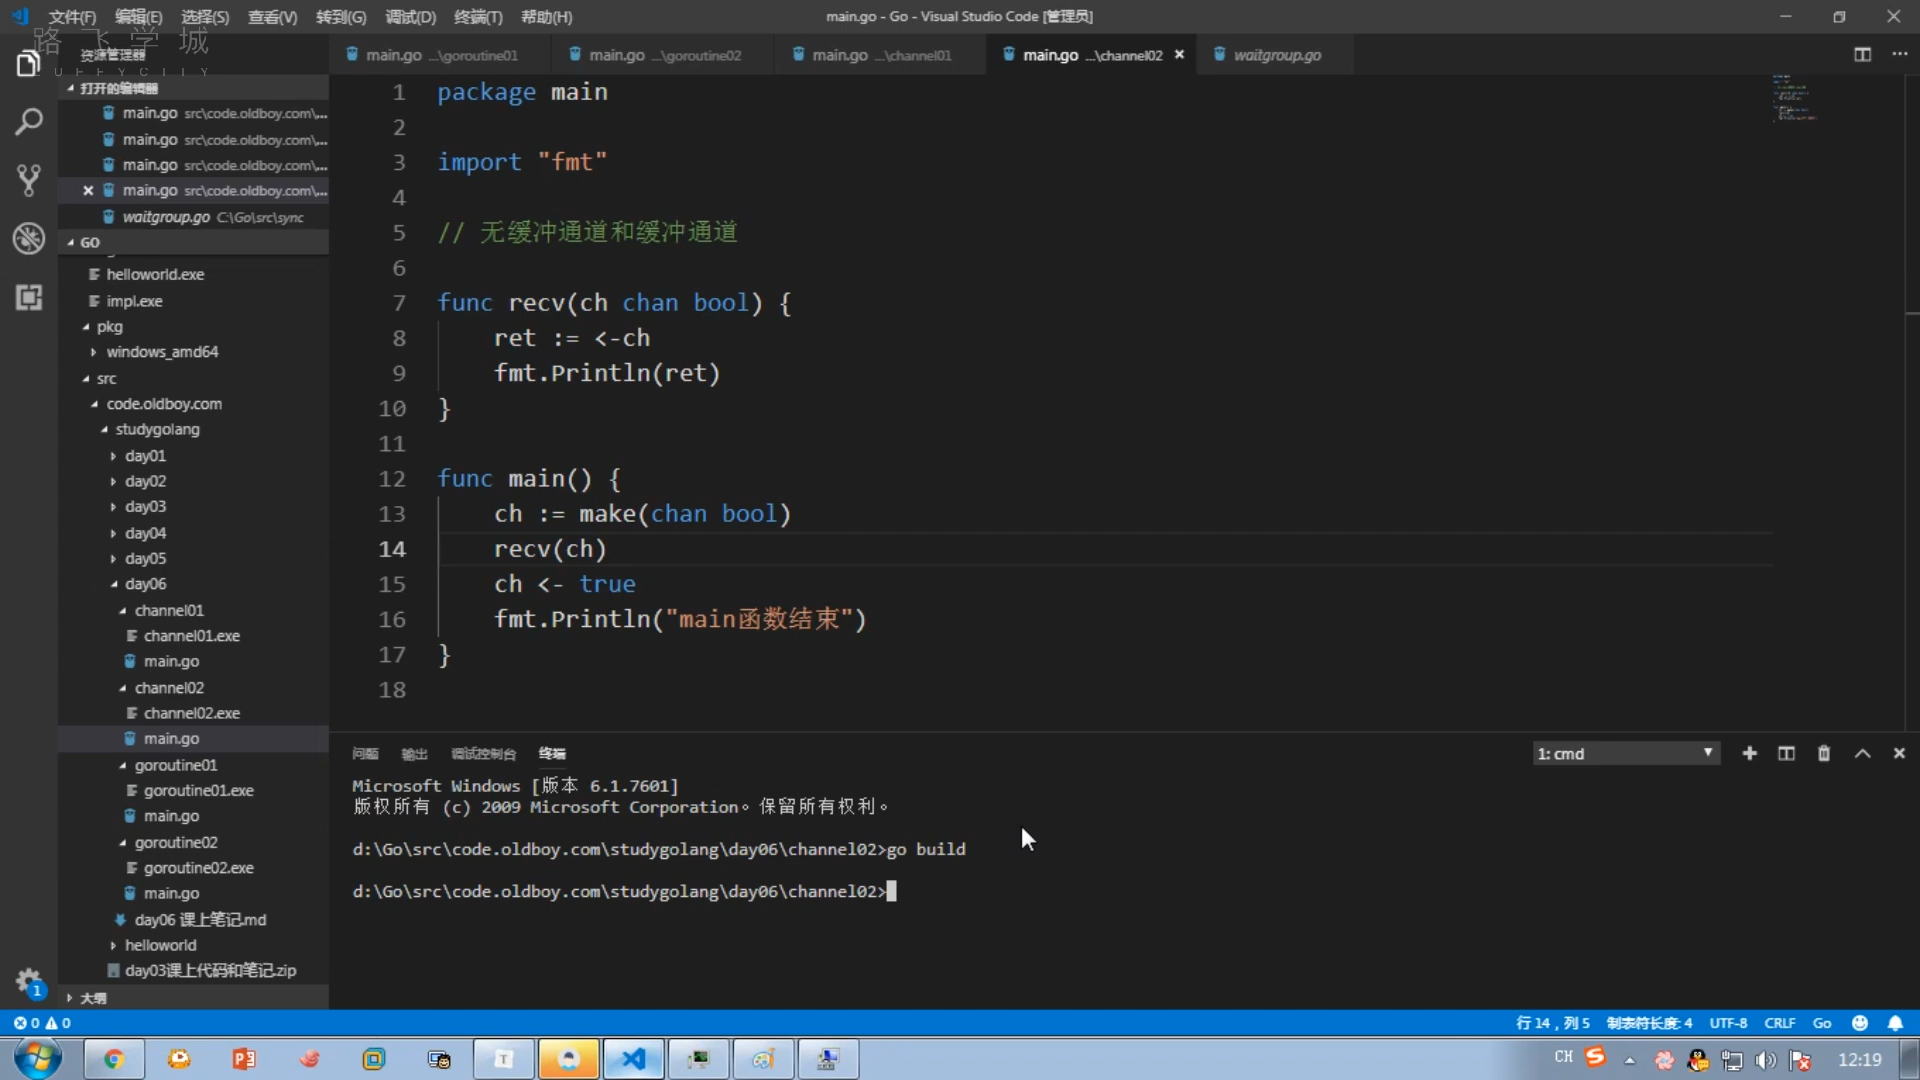 文件(F) 编辑(E) 选择(S) 查看(V) 转到(G) 调试(D) 终端(T) 帮助(H)
main.go - Go - Visual Studio Code [管理员]
路飞学城
UFFYCITY
资源管理器
main.go ...\goroutine01
main.go ...\goroutine02
main.go ...\channel01
main.go ...\channel02
waitgroup.go
打开的编辑器
main.go src\code.oldboy.com\...
main.go src\code.oldboy.com\...
main.go src\code.oldboy.com\...
main.go src\code.oldboy.com\...
waitgroup.go C:\Go\src\sync
GO
helloworld.exe
impl.exe
pkg
windows_amd64
src
code.oldboy.com
studygolang
day01
day02
day03
day04
day05
day06
channel01
channel01.exe
main.go
channel02
channel02.exe
main.go
goroutine01
goroutine01.exe
main.go
goroutine02
goroutine02.exe
main.go
day06 课上笔记.md
helloworld
day03课上代码和笔记.zip
大纲
1 package main
2
3 import "fmt"
4
5 // 无缓冲通道和缓冲通道
6
7 func recv(ch chan bool) {
8 ret := <-ch
9 fmt.Println(ret)
10 }
11
12 func main() {
13 ch := make(chan bool)
14 recv(ch)
15 ch <- true
16 fmt.Println("main函数结束")
17 }
18
问题 输出 调试控制台 终端
1: cmd
Microsoft Windows [版本 6.1.7601]
版权所有 (c) 2009 Microsoft Corporation。保留所有权利。
d:\Go\src\code.oldboy.com\studygolang\day06\channel02>go build
d:\Go\src\code.oldboy.com\studygolang\day06\channel02>
1
0 0
行 14，列 5 制表符长度: 4 UTF-8 CRLF Go
CH
12:19